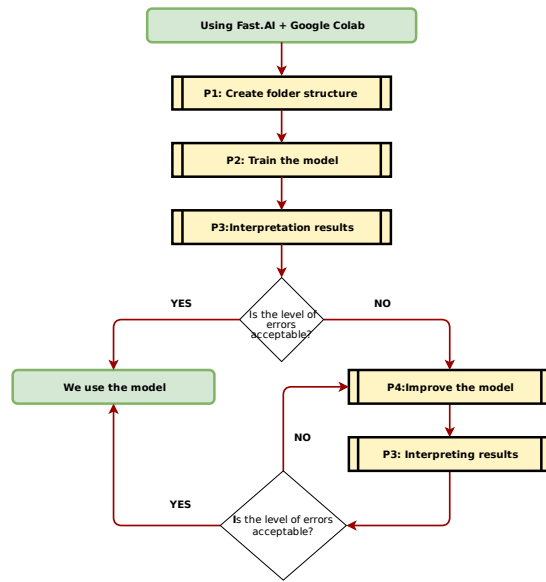 Using Fast.AI + Google Colab
P1: Create folder structure
P2: Train the model
P3:Interpretation results
Is the level of
errors
acceptable?
YES
NO
We use the model
P4:Improve the model
NO
P3: Interpreting results
YES
Is the level of errors
acceptable?